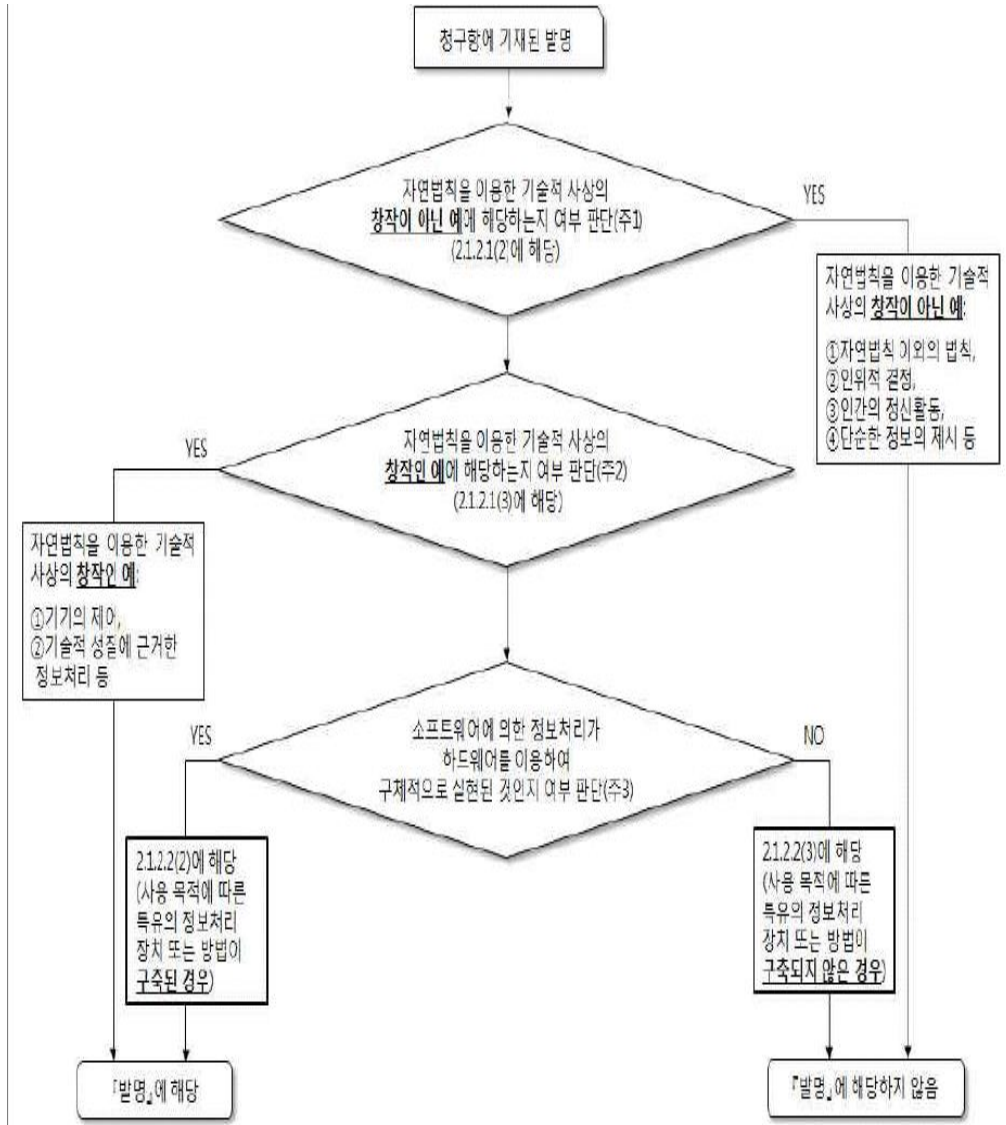 청구항에 기재된 발명
자연법칙을 이용한 기술적 사상의
창작이 아닌 예에 해당하는지 여부 판단(주1)
(2.1.2.1(2)에 해당)
YES
자연법칙을 이용한 기술적
사상의 창작이 아닌 예:
①자연법칙 이외의 법칙,
②인위적 결정,
③인간의 정신활동,
④단순한 정보의 제시 등
YES
자연법칙을 이용한 기술적 사상의
창작인 예에 해당하는지 여부 판단(주2)
(2.1.2.1(3)에 해당)
자연법칙을 이용한 기술적
사상의 창작인 예:
①기기의 제어,
②기술적 성질에 근거한
정보처리 등
YES
소프트웨어에 의한 정보처리가
하드웨어를 이용하여
구체적으로 실현된 것인지 여부 판단(주3)
NO
2.1.2.2(2)에 해당
(사용 목적에 따른
특유의 정보처리
장치 또는 방법이
구축된 경우)
2.1.2.2(3)에 해당
(사용 목적에 따른
특유의 정보처리
장치 또는 방법이
구축되지 않은 경우)
「발명」에 해당
『발명』에 해당하지 않음